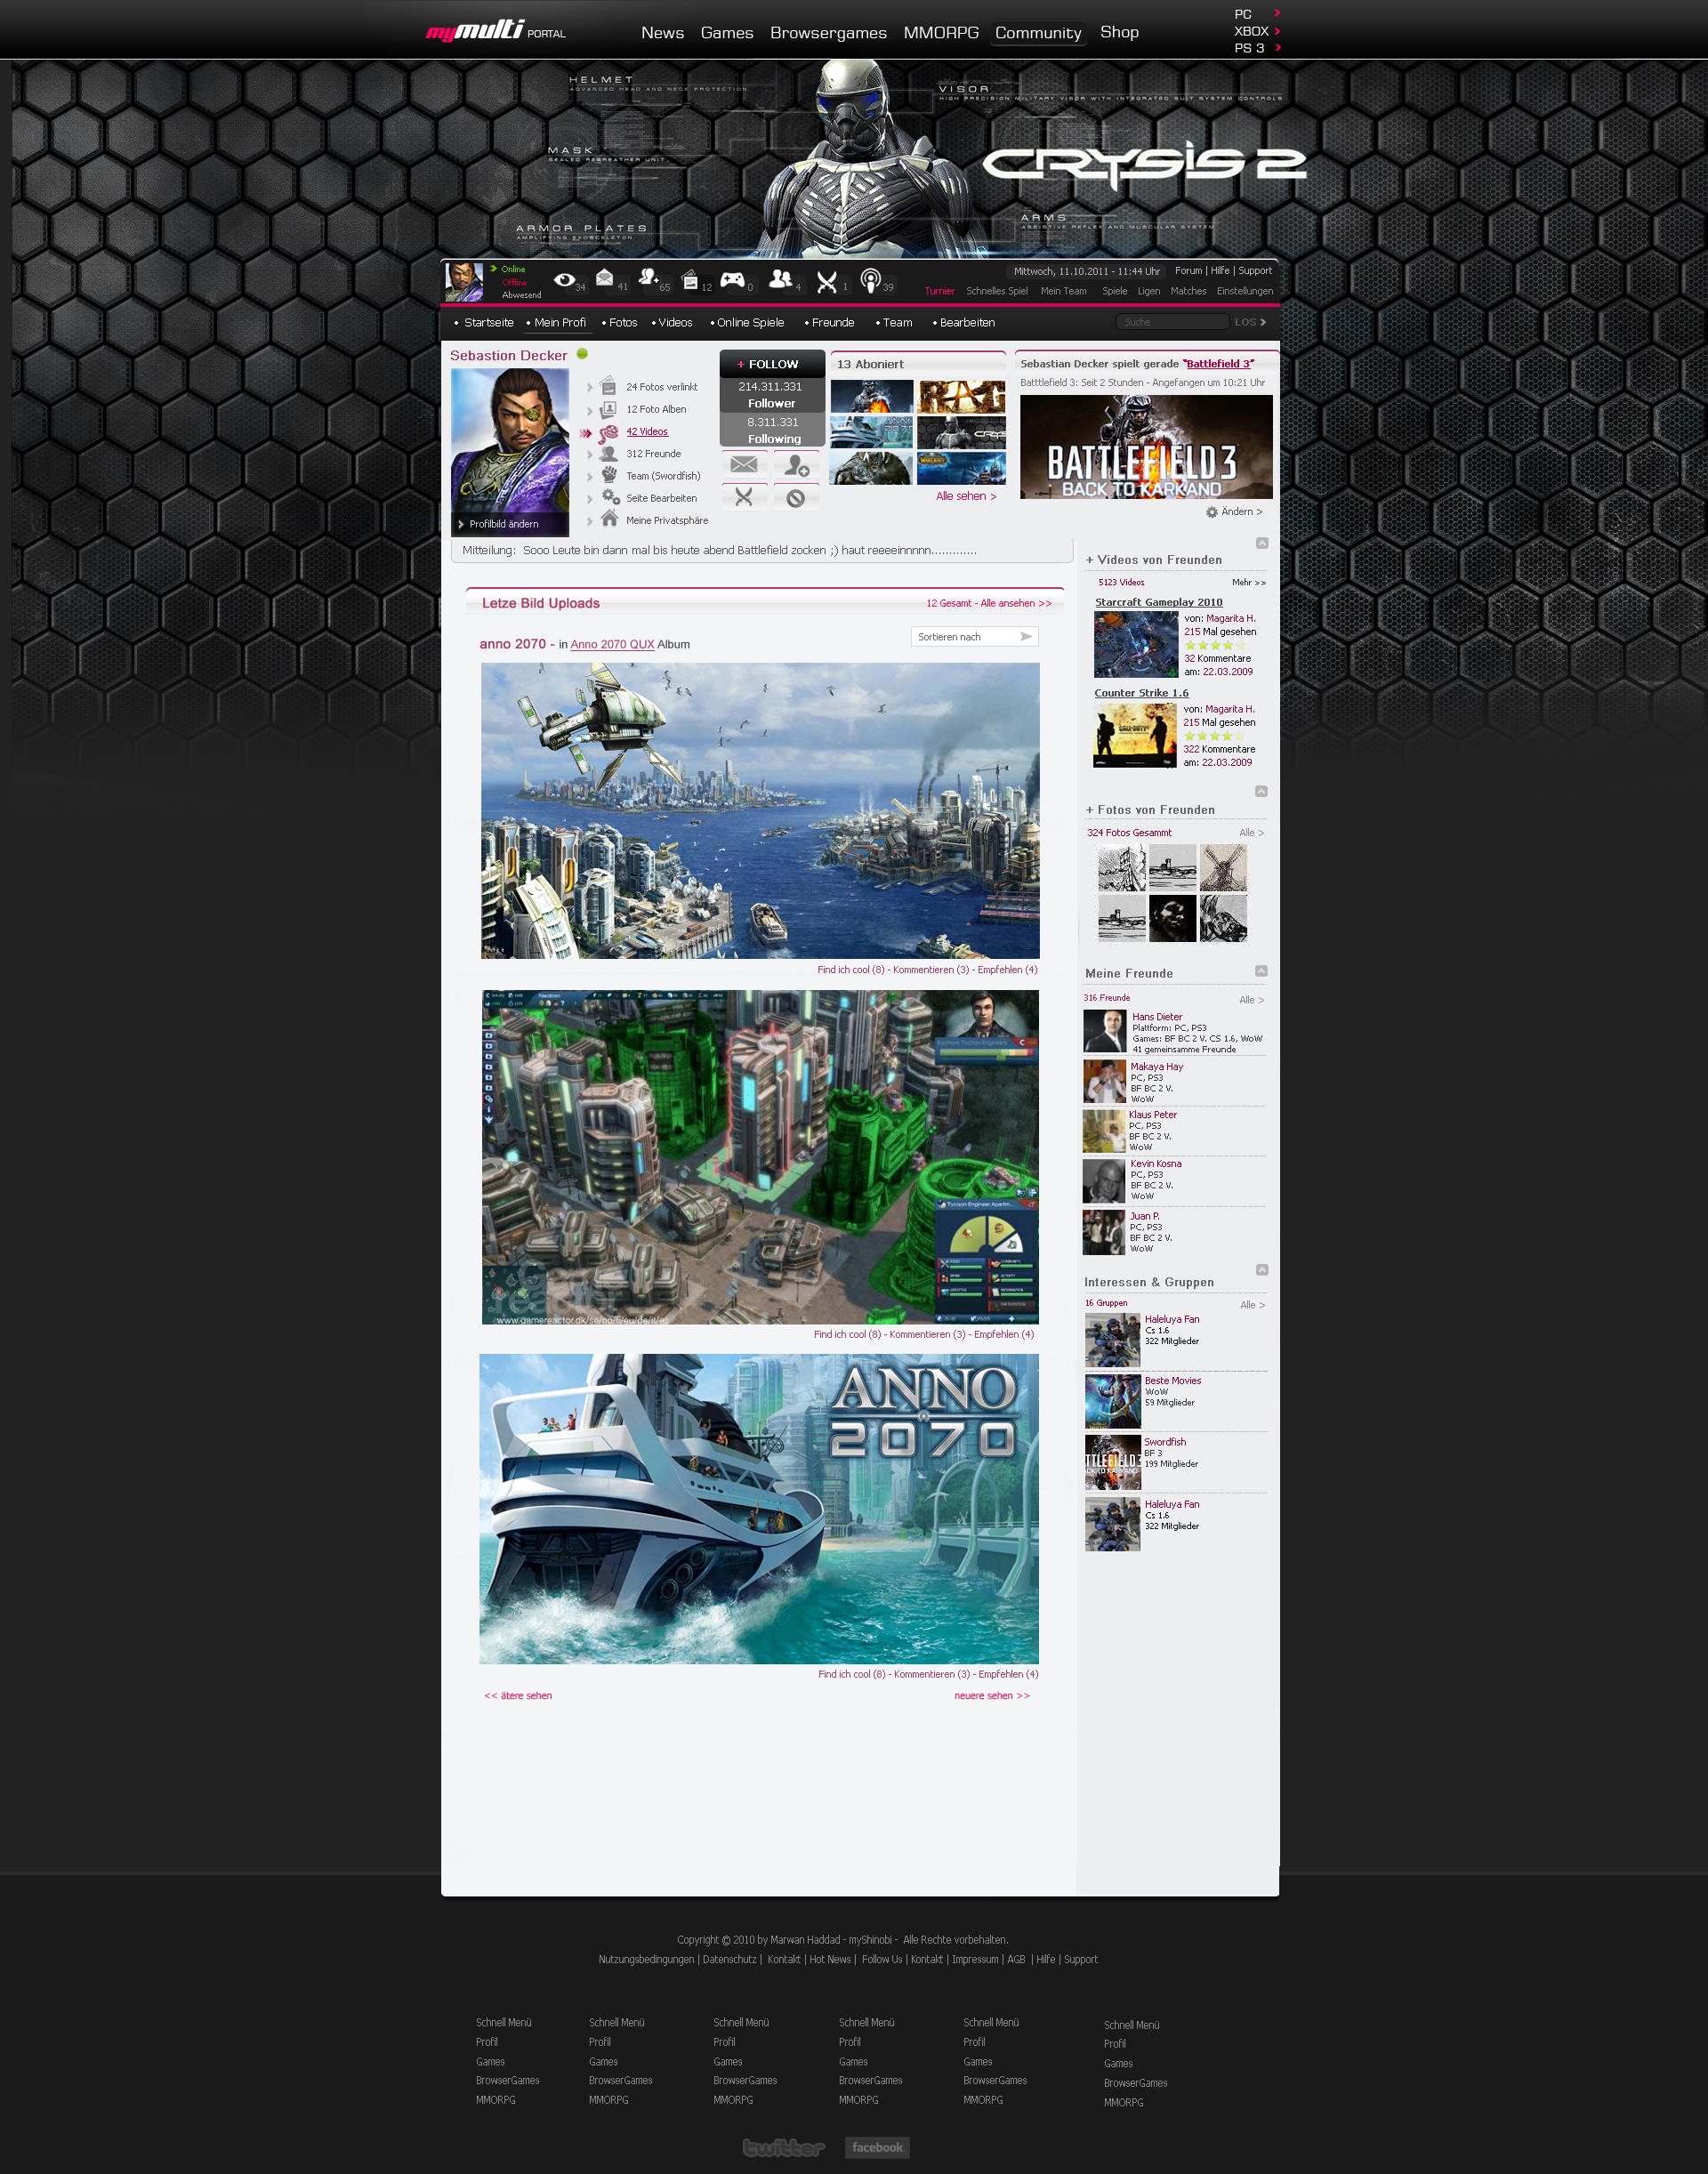 mymulti PORTAL
News Games Browsergames MMORPG Community Shop
PC
XBOX
PS 3
HELMET
ADVANCED HEAD AND NECK PROTECTION
VISOR
HIGH PRECISION MILITARY VISOR WITH INTEGRATED SUIT SYSTEM CONTROLS
MASK
SEALED REBREATHER UNIT
CRYSIS 2
ARMOR PLATES
AMPLIFYING EXOSCELETON
ARMS
ASSISTIVE REFLEX AND MUSCULAR SYSTEM
Online
Offline
Abwesend
34 41 65 12 0 4 1 39
Mittwoch, 11.10.2011 - 11:44 Uhr
Forum | Hilfe | Support
Turnier Schnelles Spiel Mein Team Spiele Ligen Matches Einstellungen
• Startseite • Mein Profi • Fotos • Videos • Online Spiele • Freunde • Team • Bearbeiten
Suche
LOS
Sebastion Decker
24 Fotos verlinkt
12 Foto Alben
42 Videos
312 Freunde
Team (Swordfish)
Seite Bearbeiten
Meine Privatsphäre
Profilbild ändern
+ FOLLOW
214.311.331
Follower
8.311.331
Following
13 Aboniert
Alle sehen >
Sebastian Decker spielt gerade "Battlefield 3"
Batttlefield 3: Seit 2 Stunden - Angefangen um 10:21 Uhr
BATTLEFIELD 3
BACK TO KARKAND
Ändern >
Mitteilung: Sooo Leute bin dann mal bis heute abend Battlefield zocken ;) haut reeeeinnnnn.............
Letze Bild Uploads
12 Gesamt - Alle ansehen >>
anno 2070 - in Anno 2070 QUX Album
Sortieren nach
Find ich cool (8) - Kommentieren (3) - Empfehlen (4)
www.gamereactor.dk/se/no/fi/eu/de/it/es
Find ich cool (8) - Kommentieren (3) - Empfehlen (4)
ANNO
2070
Find ich cool (8) - Kommentieren (3) - Empfehlen (4)
<< ätere sehen
neuere sehen >>
+ Videos von Freunden
5123 Videos
Mehr >>
Starcraft Gameplay 2010
von: Magarita H.
215 Mal gesehen
32 Kommentare
am: 22.03.2009
Counter Strike 1.6
von: Magarita H.
215 Mal gesehen
322 Kommentare
am: 22.03.2009
+ Fotos von Freunden
324 Fotos Gesammt
Alle >
Meine Freunde
316 Freunde
Alle >
Hans Dieter
Plattform: PC, PS3
Games: BF BC 2 V. CS 1.6, WoW
41 gemeinsamme Freunde
Makaya Hay
PC, PS3
BF BC 2 V.
WoW
Klaus Peter
PC, PS3
BF BC 2 V.
WoW
Kevin Kosna
PC, PS3
BF BC 2 V.
WoW
Juan P.
PC, PS3
BF BC 2 V.
WoW
Interessen & Gruppen
16 Gruppen
Alle >
Haleluya Fan
Cs 1.6
322 Mitglieder
Beste Movies
WoW
59 Mitglieder
Swordfish
BF 3
199 Mitglieder
Haleluya Fan
Cs 1.6
322 Mitglieder
Copyright © 2010 by Marwan Haddad - myShinobi - Alle Rechte vorbehalten.
Nutzungsbedingungen | Datenschutz | Kontakt | Hot News | Follow Us | Kontakt | Impressum | AGB | Hilfe | Support
Schnell Menü Schnell Menü Schnell Menü Schnell Menü Schnell Menü Schnell Menü
Profil Profil Profil Profil Profil Profil
Games Games Games Games Games Games
BrowserGames BrowserGames BrowserGames BrowserGames BrowserGames BrowserGames
MMORPG MMORPG MMORPG MMORPG MMORPG MMORPG
twitter facebook